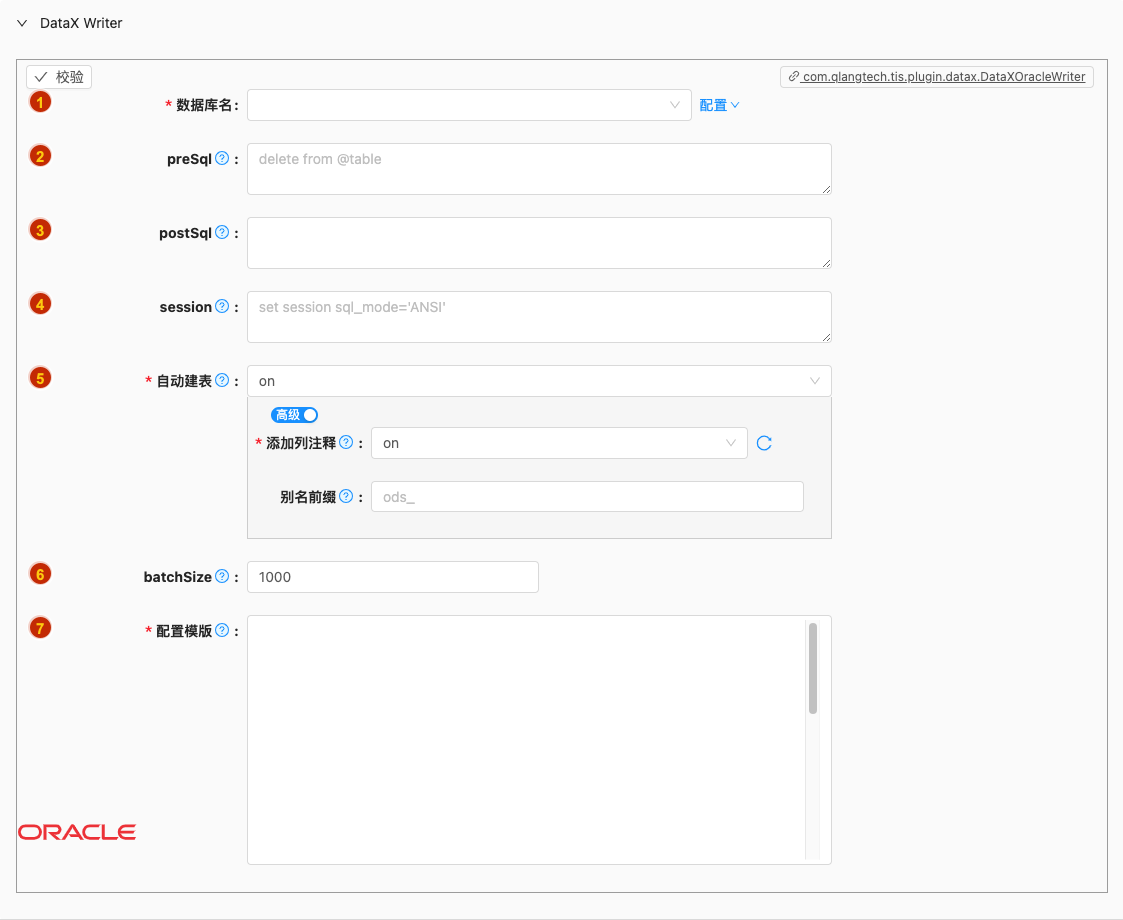 DataX Writer
校验
com.qlangtech.tis.plugin.datax.DataXOracleWriter
1 * 数据库名: 配置
2 preSql ? : delete from @table
3 postSql ? :
4 session ? : set session sql_mode='ANSI'
5 * 自动建表 ? : on
高级
* 添加列注释 ? : on
别名前缀 ? : ods_
6 batchSize ? : 1000
7 * 配置模版 ? :
ORACLE